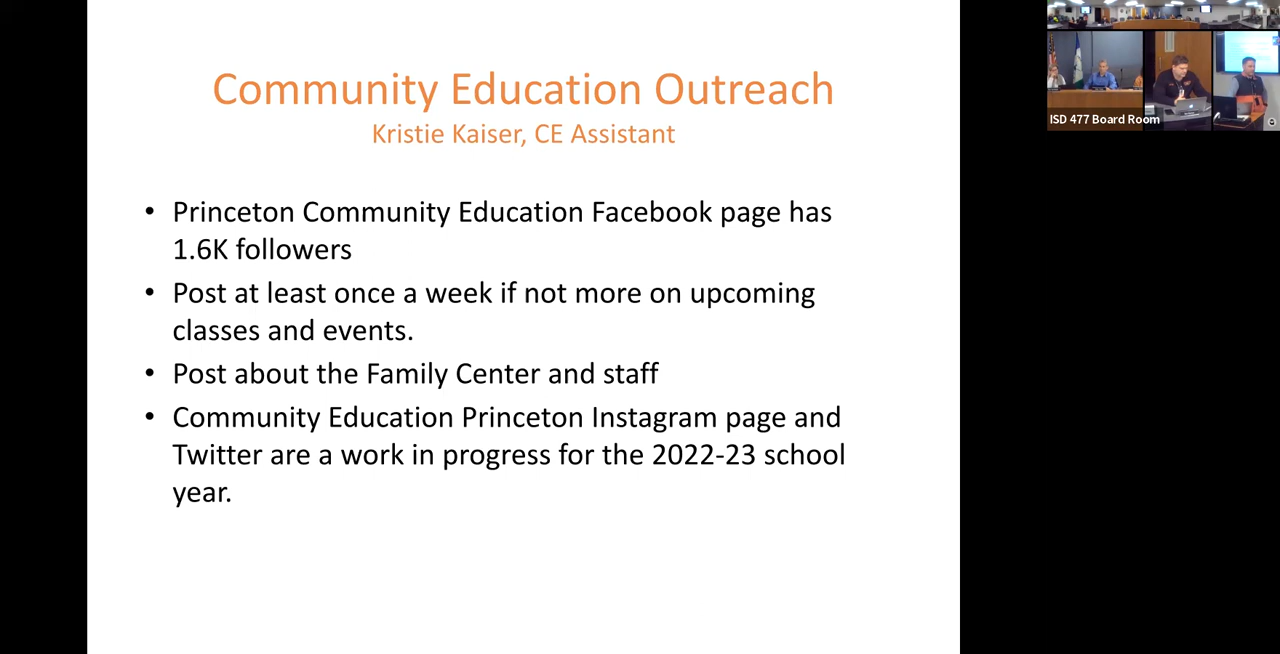 Community Education Outreach
Kristie Kaiser, CE Assistant
• Princeton Community Education Facebook page has
1.6K followers
• Post at least once a week if not more on upcoming
classes and events.
• Post about the Family Center and staff
• Community Education Princeton Instagram page and
Twitter are a work in progress for the 2022-23 school
year.
ISD 477 Board Room